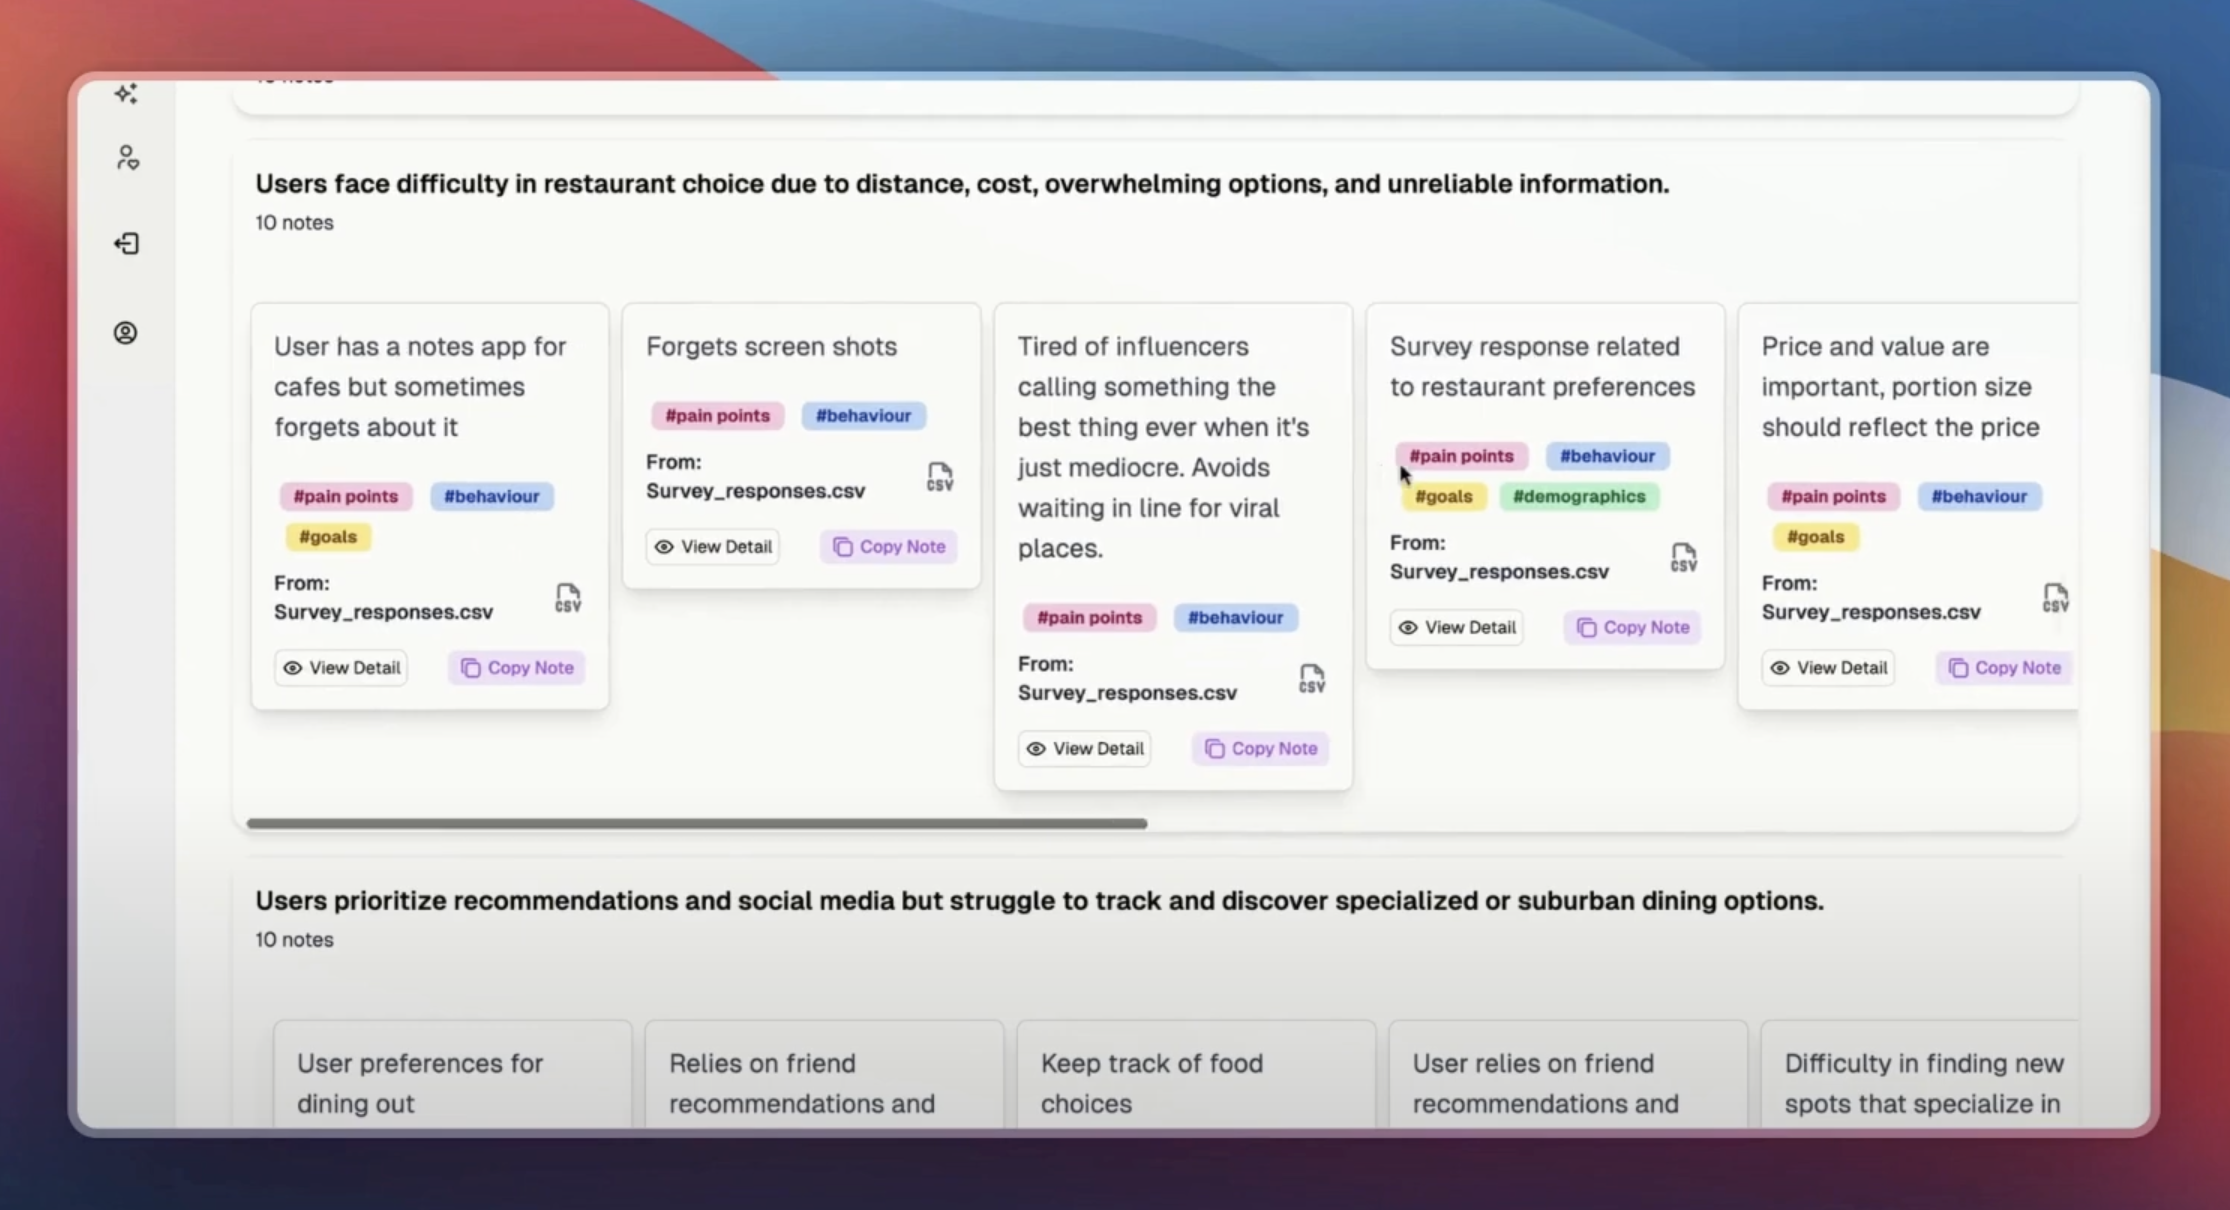 Users face difficulty in restaurant choice due to distance, cost, overwhelming options, and unreliable information.
10 notes
User has a notes app for
cafes but sometimes
forgets about it
#pain points #behaviour
#goals
From:
Survey_responses.csv
CSV
View Detail
Copy Note
Forgets screen shots
#pain points #behaviour
From:
Survey_responses.csv
CSV
View Detail
Copy Note
Tired of influencers
calling something the
best thing ever when it's
just mediocre. Avoids
waiting in line for viral
places.
#pain points #behaviour
From:
Survey_responses.csv
CSV
View Detail
Copy Note
Survey response related
to restaurant preferences
#pain points #behaviour
#goals #demographics
From:
Survey_responses.csv
CSV
View Detail
Copy Note
Price and value are
important, portion size
should reflect the price
#pain points #behaviour
#goals
From:
Survey_responses.csv
CSV
View Detail
Copy Note
Users prioritize recommendations and social media but struggle to track and discover specialized or suburban dining options.
10 notes
User preferences for
dining out
Relies on friend
recommendations and
Keep track of food
choices
User relies on friend
recommendations and
Difficulty in finding new
spots that specialize in